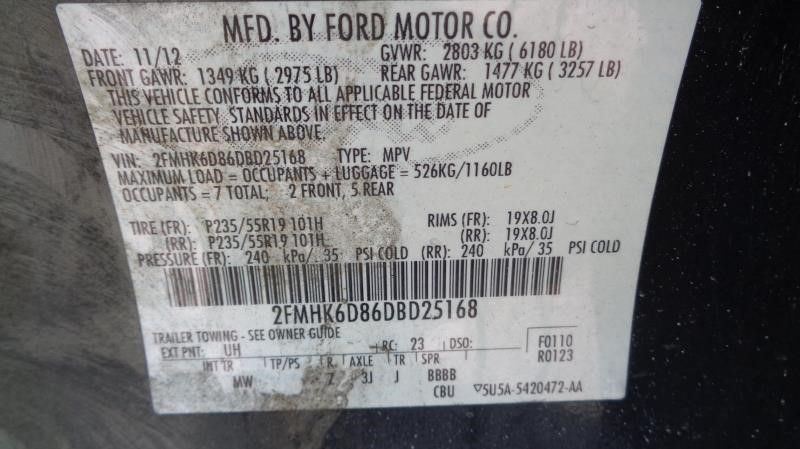 MFD. BY FORD MOTOR CO.
DATE: 11/12 GVWR: 2803 KG ( 6180 LB)
FRONT GAWR: 1349 KG ( 2975 LB) REAR GAWR: 1477 KG ( 3257 LB)
THIS VEHICLE CONFORMS TO ALL APPLICABLE FEDERAL MOTOR
VEHICLE SAFETY STANDARDS IN EFFECT ON THE DATE OF
MANUFACTURE SHOWN ABOVE.
VIN: 2FMHK6D86DBD25168 TYPE: MPV
MAXIMUM LOAD = OCCUPANTS + LUGGAGE = 526KG/1160LB
OCCUPANTS = 7 TOTAL; 2 FRONT, 5 REAR
TIRE (FR): P235/55R19 101H RIMS (FR): 19X8.0J
(RR): P235/55R19 101H (RR): 19X8.0J
PRESSURE (FR): 240 kPa/ 35 PSI COLD (RR): 240 kPa/ 35 PSI COLD
2FMHK6D86DBD25168
TRAILER TOWING - SEE OWNER GUIDE
EXT PNT: UH RC: 23 DSO: F0110
R0123
INT TR TP/PS R. AXLE TR SPR
MW Z 3J J BBBB
CBU ▽5U5A-5420472-AA